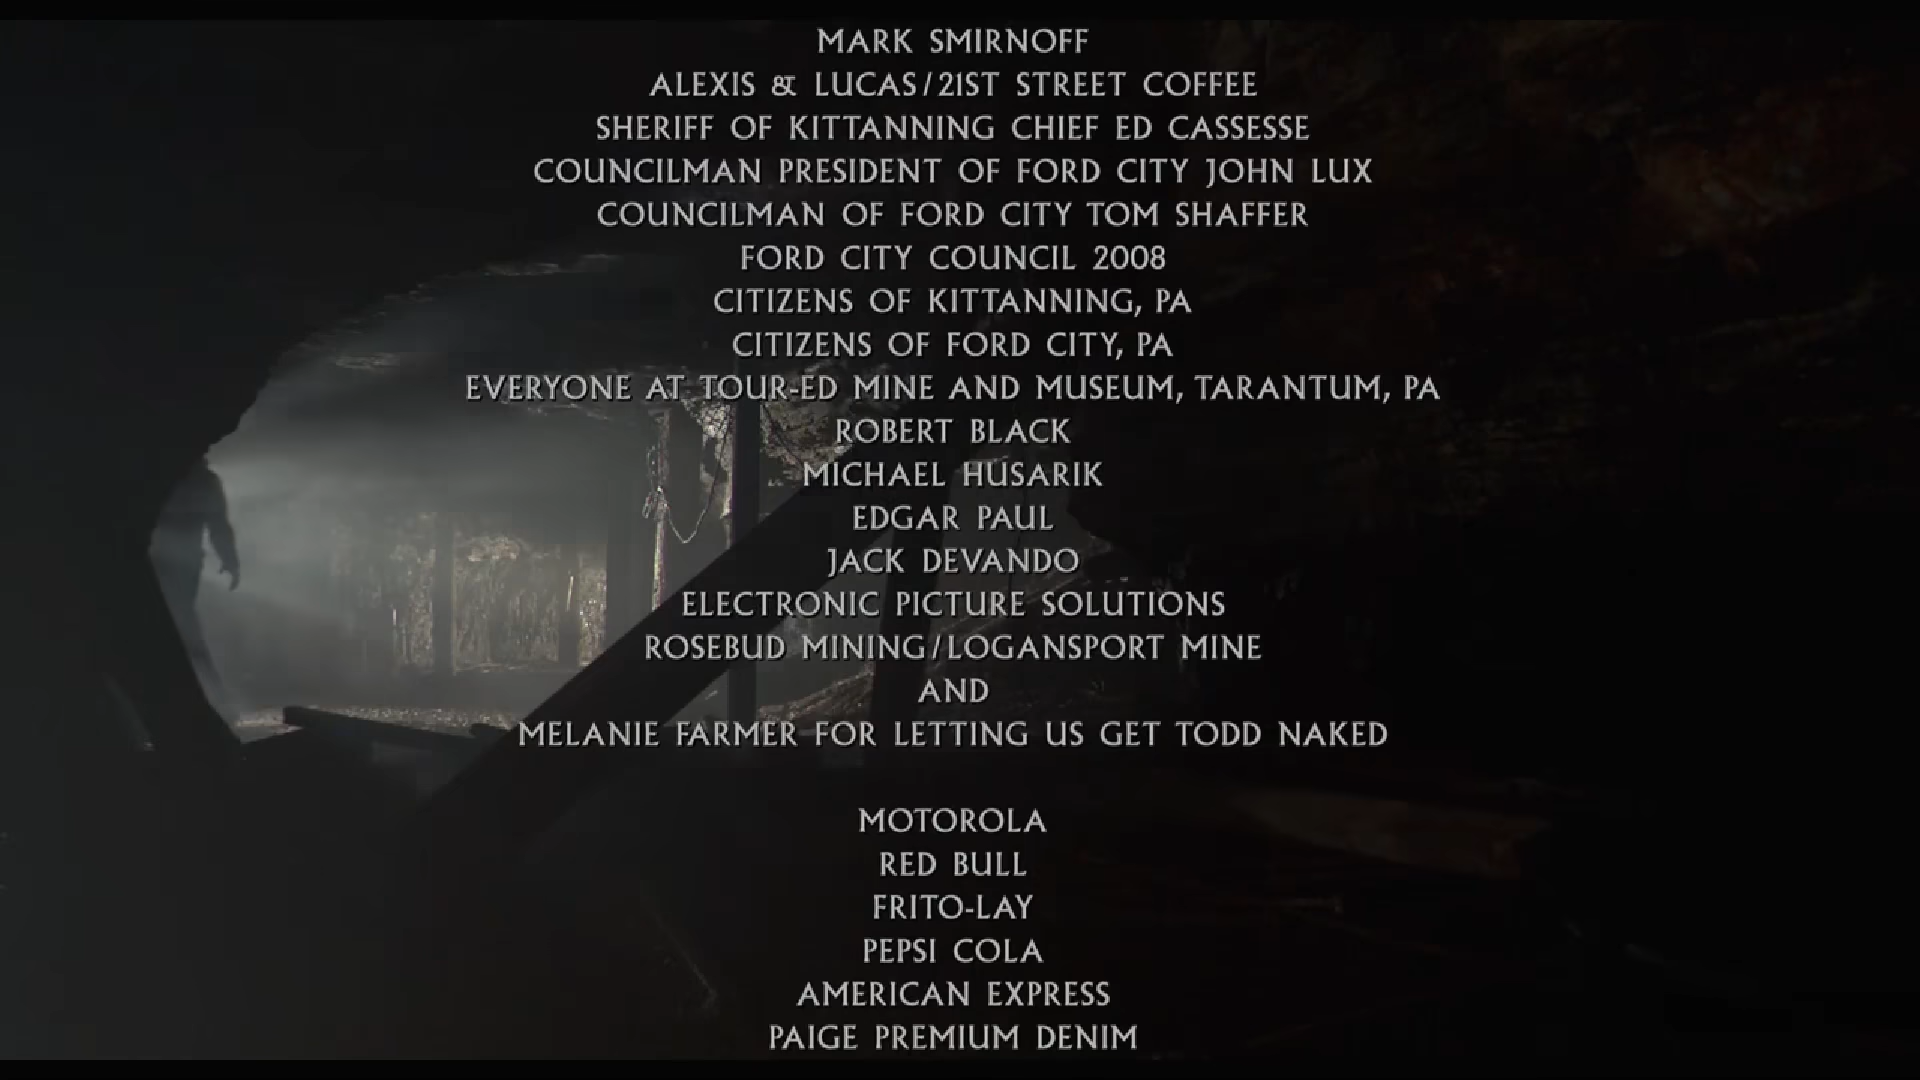 MARK SMIRNOFF
ALEXIS & LUCAS/21ST STREET COFFEE
SHERIFF OF KITTANNING CHIEF ED CASSESSE
COUNCILMAN PRESIDENT OF FORD CITY JOHN LUX
COUNCILMAN OF FORD CITY TOM SHAFFER
FORD CITY COUNCIL 2008
CITIZENS OF KITTANNING, PA
CITIZENS OF FORD CITY, PA
EVERYONE AT TOUR-ED MINE AND MUSEUM, TARANTUM, PA
ROBERT BLACK
MICHAEL HUSARIK
EDGAR PAUL
JACK DEVANDO
ELECTRONIC PICTURE SOLUTIONS
ROSEBUD MINING/LOGANSPORT MINE
AND
MELANIE FARMER FOR LETTING US GET TODD NAKED
MOTOROLA
RED BULL
FRITO-LAY
PEPSI COLA
AMERICAN EXPRESS
PAIGE PREMIUM DENIM